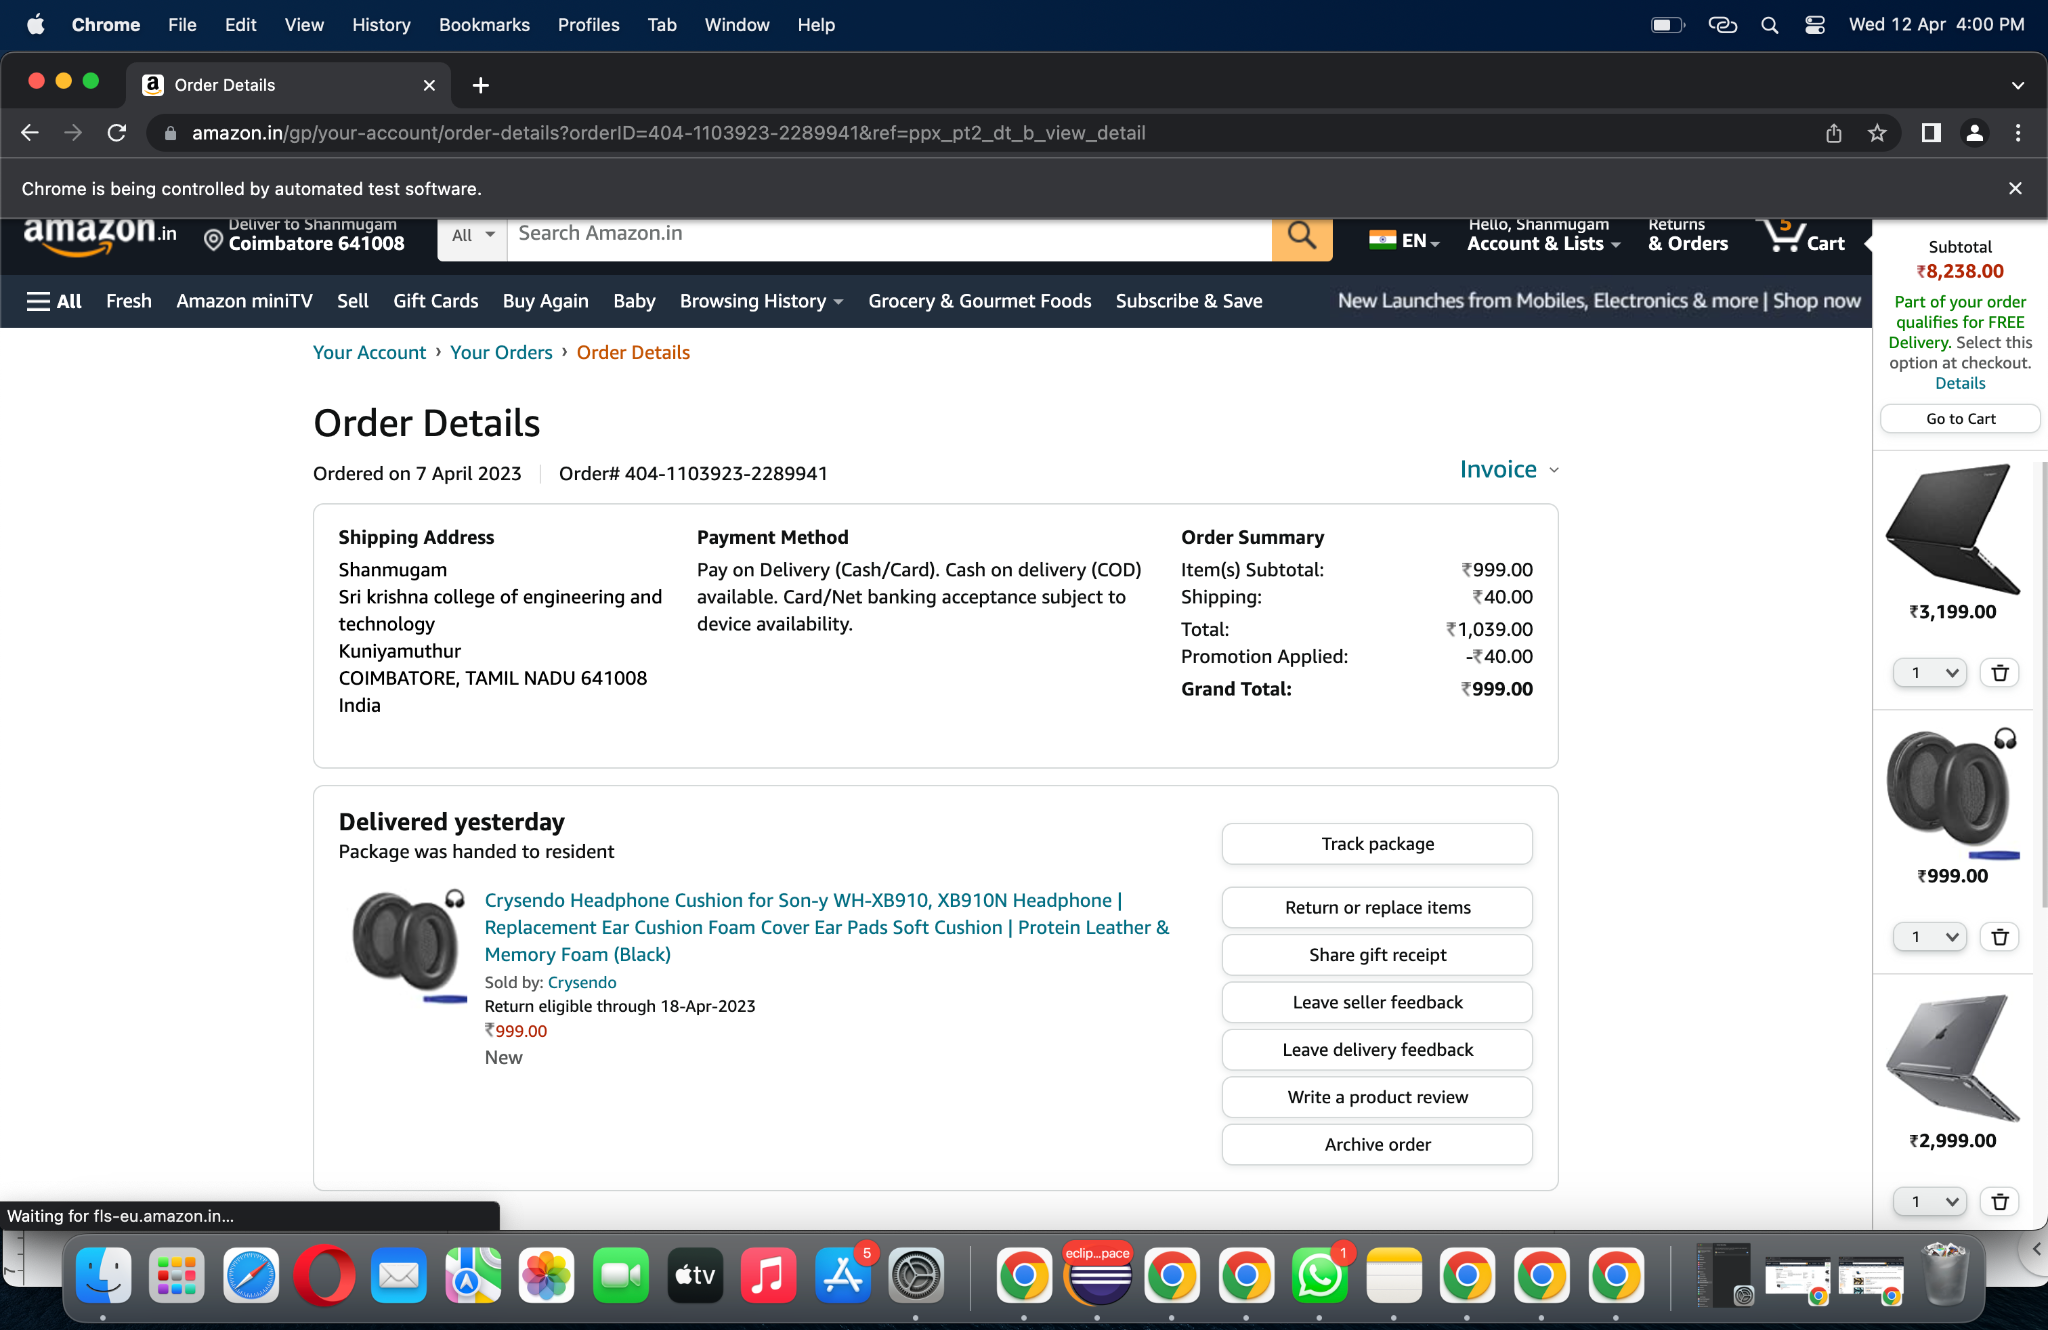 Chrome File Edit View History Bookmarks Profiles Tab Window Help Wed 12 Apr 4:00 PM
Order Details
amazon.in/gp/your-account/order-details?orderID=404-1103923-2289941&ref=ppx_pt2_dt_b_view_detail
Chrome is being controlled by automated test software.
amazon.in
Deliver to Shanmugam
Coimbatore 641008
All
Search Amazon.in
EN
Hello, Shanmugam
Account & Lists
Returns
& Orders
5
Cart
All Fresh Amazon miniTV Sell Gift Cards Buy Again Baby Browsing History Grocery & Gourmet Foods Subscribe & Save New Launches from Mobiles, Electronics & more | Shop now
Your Account › Your Orders › Order Details
Order Details
Ordered on 7 April 2023 Order# 404-1103923-2289941
Invoice
Shipping Address
Shanmugam
Sri krishna college of engineering and
technology
Kuniyamuthur
COIMBATORE, TAMIL NADU 641008
India
Payment Method
Pay on Delivery (Cash/Card). Cash on delivery (COD)
available. Card/Net banking acceptance subject to
device availability.
Order Summary
Item(s) Subtotal: ₹999.00
Shipping: ₹40.00
Total: ₹1,039.00
Promotion Applied: -₹40.00
Grand Total: ₹999.00
Delivered yesterday
Package was handed to resident
Crysendo Headphone Cushion for Son-y WH-XB910, XB910N Headphone |
Replacement Ear Cushion Foam Cover Ear Pads Soft Cushion | Protein Leather &
Memory Foam (Black)
Sold by: Crysendo
Return eligible through 18-Apr-2023
₹999.00
New
Track package
Return or replace items
Share gift receipt
Leave seller feedback
Leave delivery feedback
Write a product review
Archive order
Subtotal
₹8,238.00
Part of your order
qualifies for FREE
Delivery. Select this
option at checkout.
Details
Go to Cart
₹3,199.00
1
₹999.00
1
₹2,999.00
1
Waiting for fls-eu.amazon.in...
tv
5
eclip...pace
1